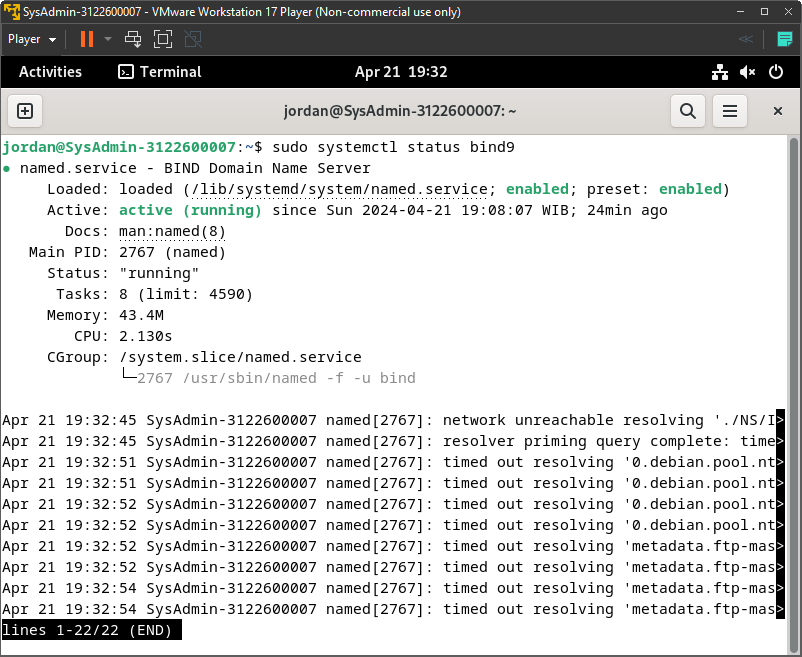 SysAdmin-3122600007 - VMware Workstation 17 Player (Non-commercial use only)
Player
Activities Terminal Apr 21 19:32
jordan@SysAdmin-3122600007: ~
jordan@SysAdmin-3122600007:~$ sudo systemctl status bind9
● named.service - BIND Domain Name Server
Loaded: loaded (/lib/systemd/system/named.service; enabled; preset: enabled)
Active: active (running) since Sun 2024-04-21 19:08:07 WIB; 24min ago
Docs: man:named(8)
Main PID: 2767 (named)
Status: "running"
Tasks: 8 (limit: 4590)
Memory: 43.4M
CPU: 2.130s
CGroup: /system.slice/named.service
└─2767 /usr/sbin/named -f -u bind
Apr 21 19:32:45 SysAdmin-3122600007 named[2767]: network unreachable resolving './NS/I>
Apr 21 19:32:45 SysAdmin-3122600007 named[2767]: resolver priming query complete: time>
Apr 21 19:32:51 SysAdmin-3122600007 named[2767]: timed out resolving '0.debian.pool.nt>
Apr 21 19:32:51 SysAdmin-3122600007 named[2767]: timed out resolving '0.debian.pool.nt>
Apr 21 19:32:52 SysAdmin-3122600007 named[2767]: timed out resolving '0.debian.pool.nt>
Apr 21 19:32:52 SysAdmin-3122600007 named[2767]: timed out resolving '0.debian.pool.nt>
Apr 21 19:32:52 SysAdmin-3122600007 named[2767]: timed out resolving 'metadata.ftp-mas>
Apr 21 19:32:52 SysAdmin-3122600007 named[2767]: timed out resolving 'metadata.ftp-mas>
Apr 21 19:32:54 SysAdmin-3122600007 named[2767]: timed out resolving 'metadata.ftp-mas>
Apr 21 19:32:54 SysAdmin-3122600007 named[2767]: timed out resolving 'metadata.ftp-mas>
lines 1-22/22 (END)